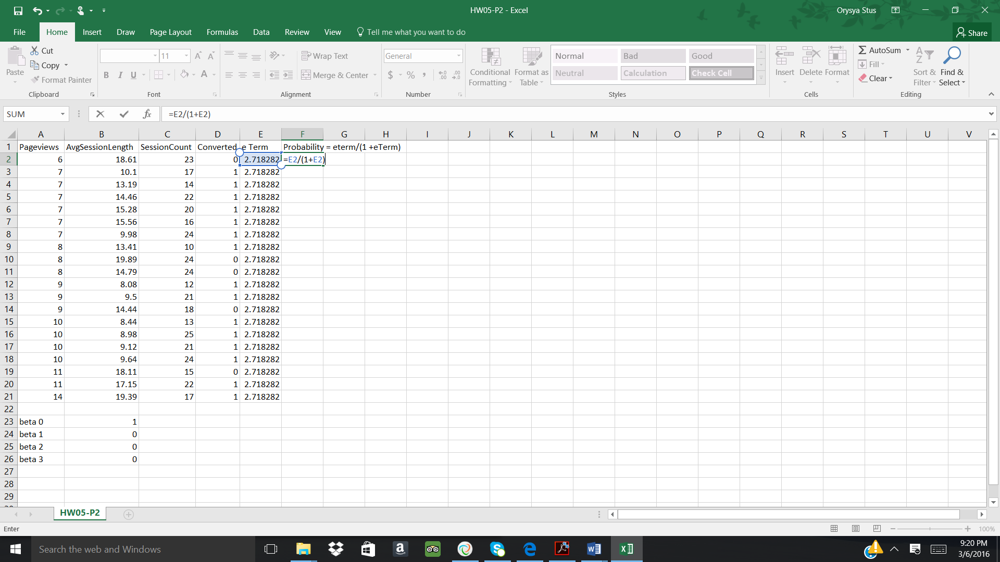 HW05-P2 - Excel
Orysya Stus
File Home Insert Draw Page Layout Formulas Data Review View Tell me what you want to do
Share
Paste
Cut
Copy
Format Painter
Clipboard
11
B I U
Font
Wrap Text
Merge & Center
Alignment
General
$ % ,
Number
Conditional Formatting
Format as Table
Normal Bad Good
Neutral Calculation Check Cell
Styles
Insert Delete Format
Cells
AutoSum
Fill
Clear
Sort & Filter
Find & Select
Editing
SUM
fx
=E2/(1+E2)
A B C D E F G H I J K L M N O P Q R S T U V
1 Pageviews AvgSessionLength SessionCount Converted e Term Probability = eterm/(1 +eTerm)
2 6 18.61 23 0 2.718282 =E2/(1+E2)
3 7 10.1 17 1 2.718282
4 7 13.19 14 1 2.718282
5 7 14.46 22 1 2.718282
6 7 15.28 20 1 2.718282
7 7 15.56 16 1 2.718282
8 7 9.98 24 1 2.718282
9 8 13.41 10 1 2.718282
10 8 19.89 24 0 2.718282
11 8 14.79 24 0 2.718282
12 9 8.08 12 1 2.718282
13 9 9.5 21 1 2.718282
14 9 14.44 18 0 2.718282
15 10 8.44 13 1 2.718282
16 10 8.98 25 1 2.718282
17 10 9.12 21 1 2.718282
18 10 9.64 24 1 2.718282
19 11 18.11 15 0 2.718282
20 11 17.15 22 1 2.718282
21 14 19.39 17 1 2.718282
22
23 beta 0 1
24 beta 1 0
25 beta 2 0
26 beta 3 0
27
28
29
HW05-P2
Enter
100%
Search the web and Windows
9:20 PM
3/6/2016